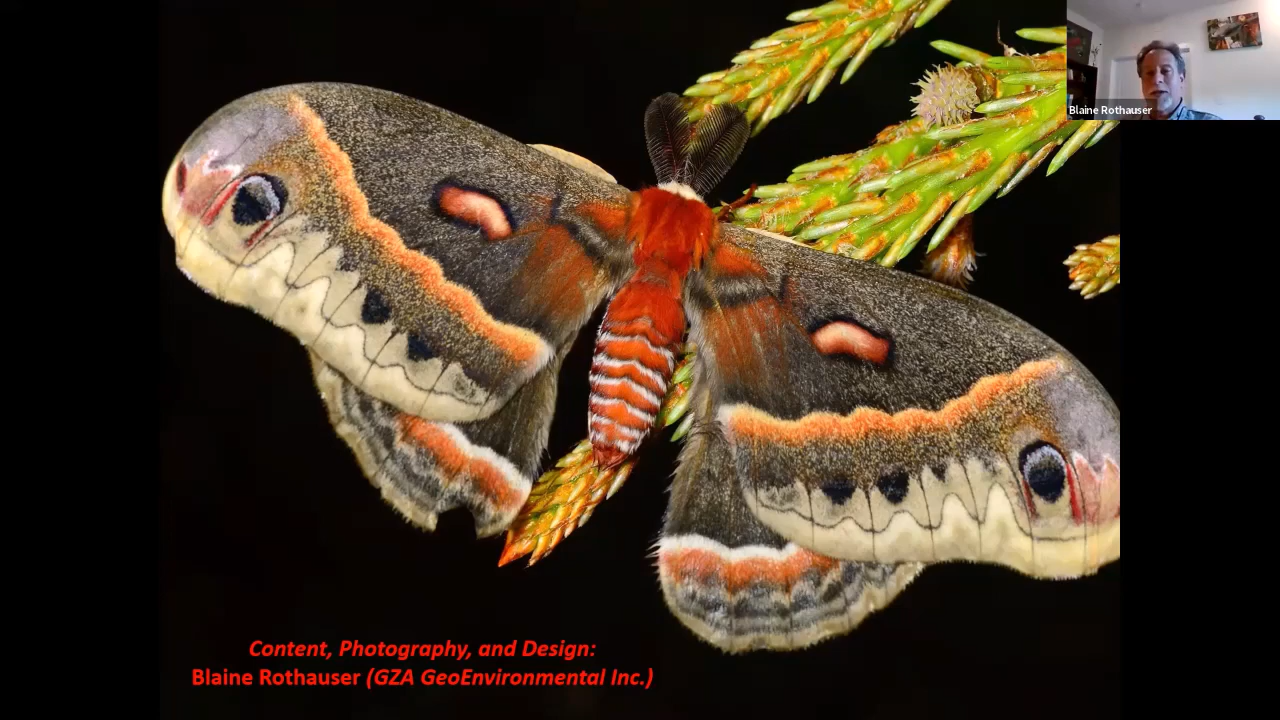 Blaine Rothauser
Content, Photography, and Design:
Blaine Rothauser (GZA GeoEnvironmental Inc.)